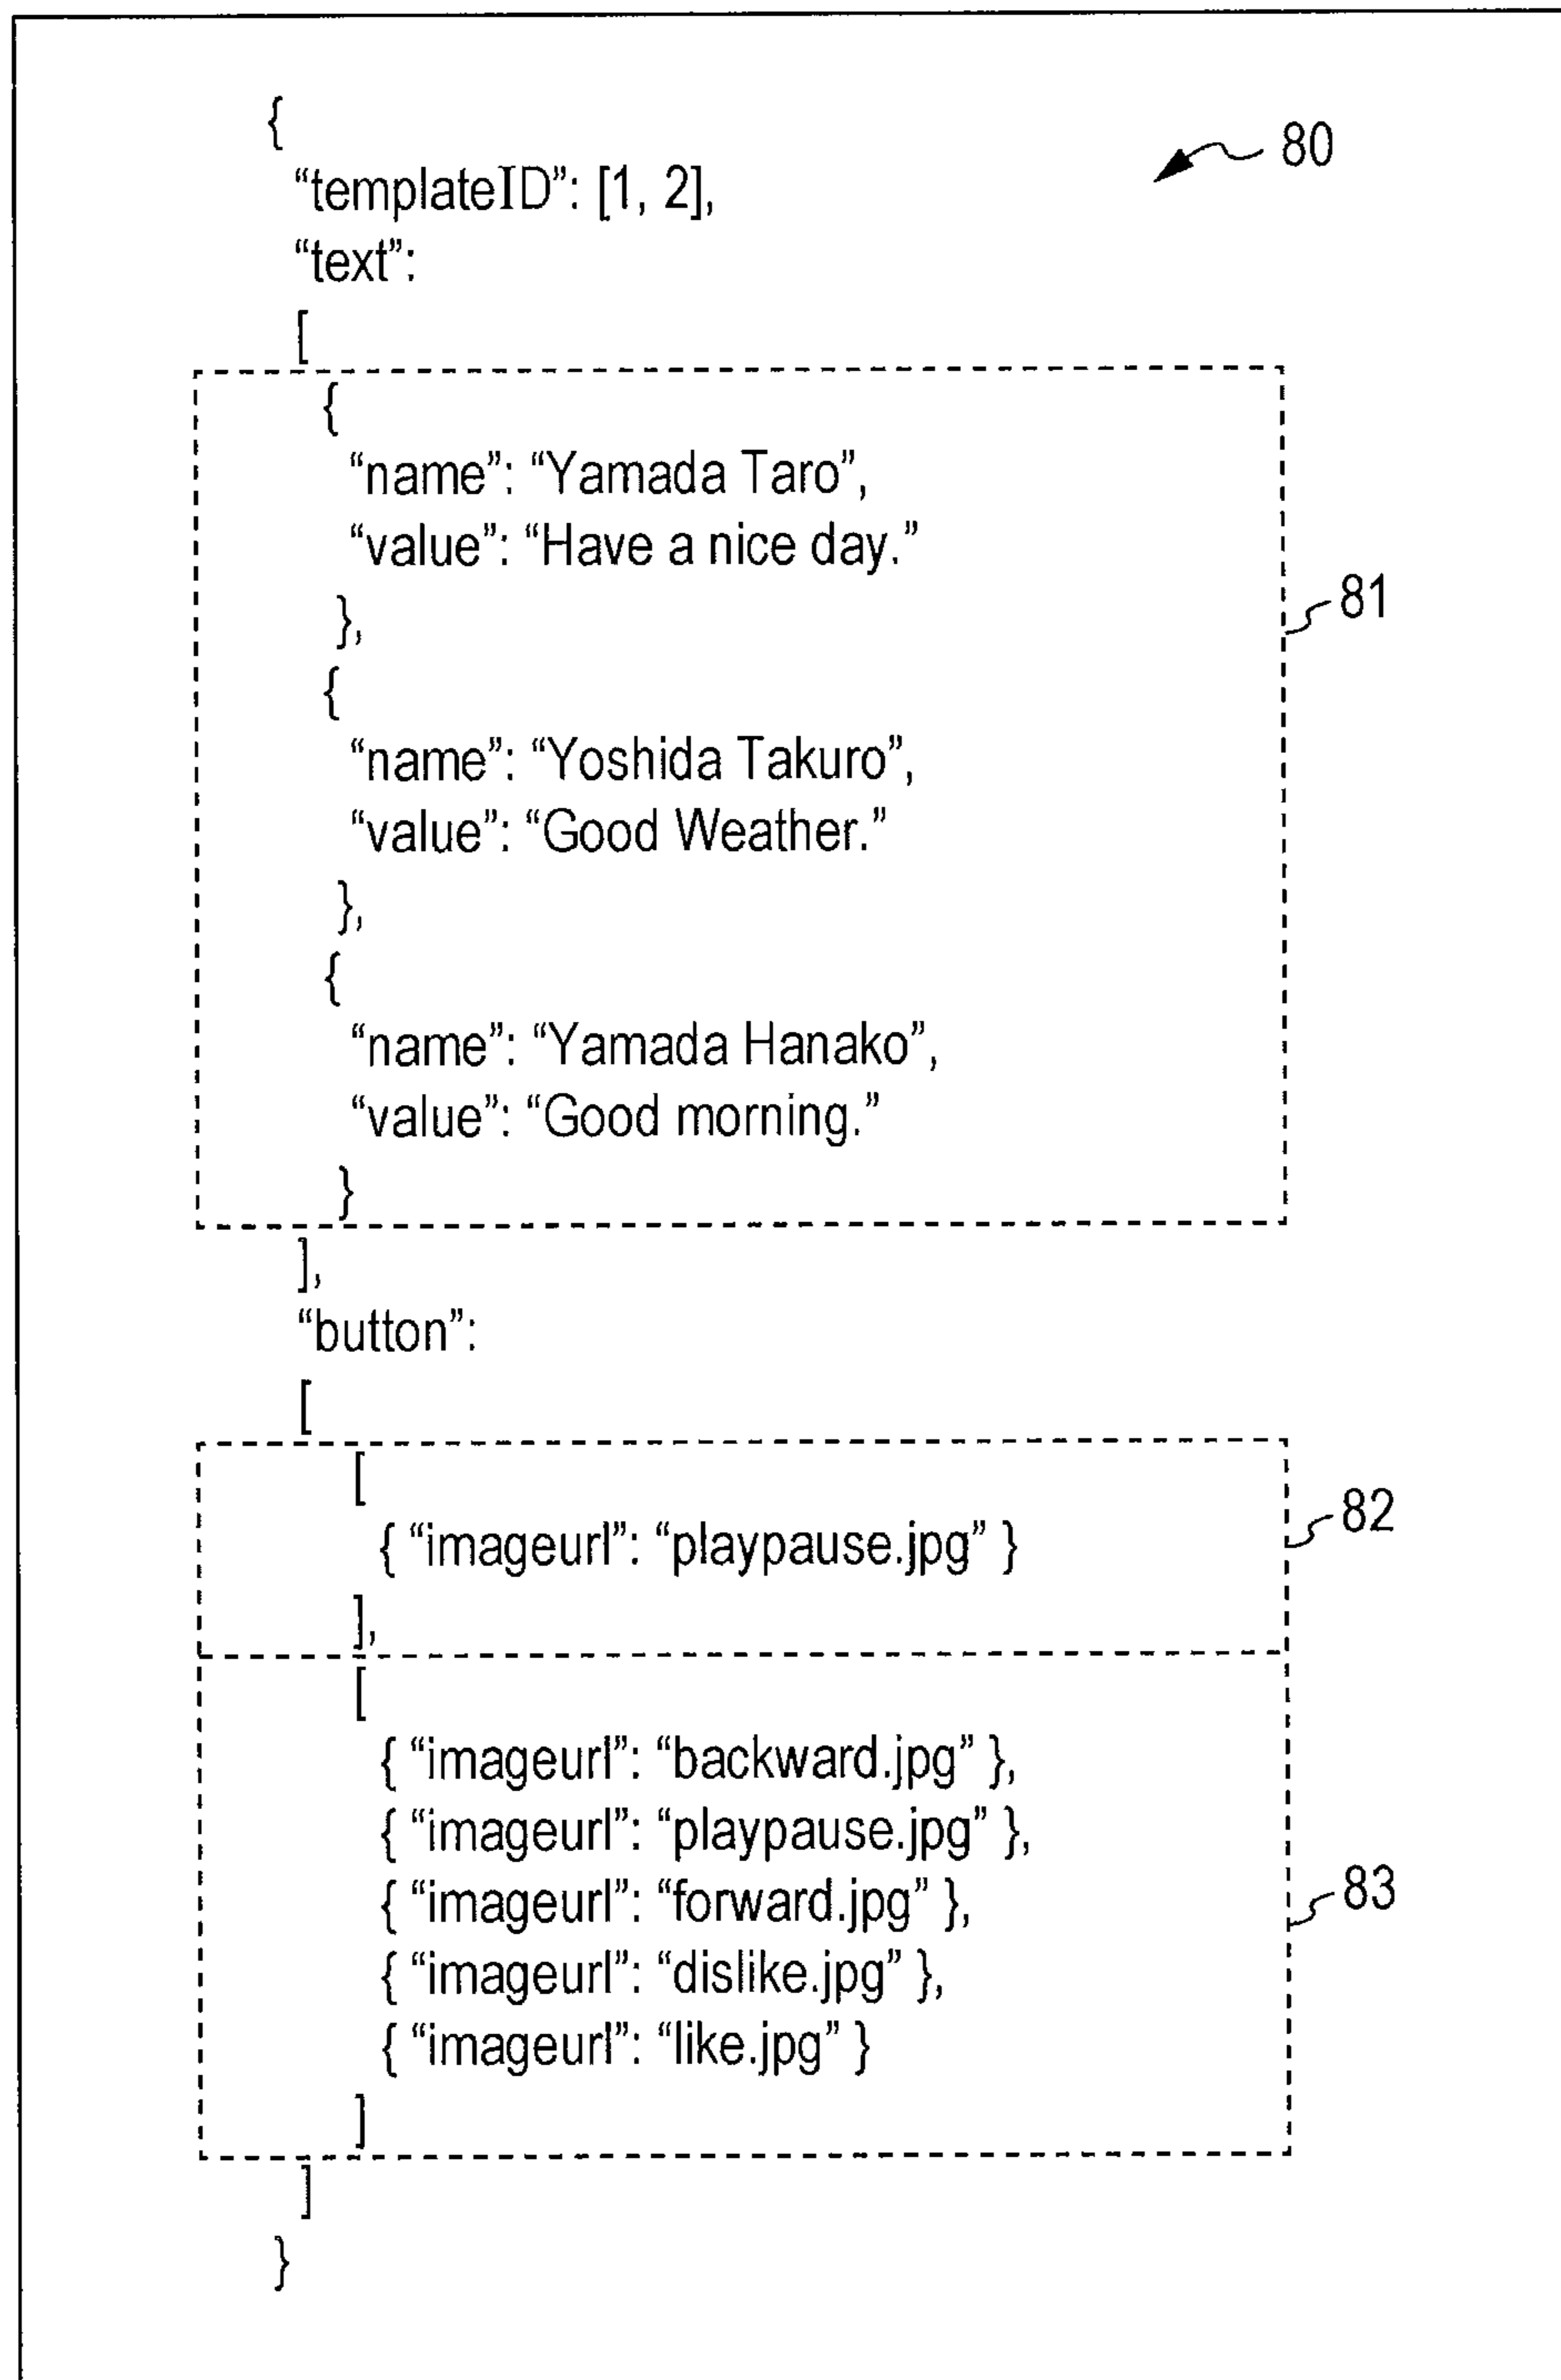 {
80
“templateID”: [1, 2],
“text”:
[
{
“name”: “Yamada Taro”,
“value”: “Have a nice day.”
81
},
{
“name”: “Yoshida Takuro”,
“value”: “Good Weather.”
},
{
“name”: “Yamada Hanako”,
“value”: “Good morning.”
}
],
“button”:
[
[
82
{ “imageurl”: “playpause.jpg” }
],
[
{ “imageurl”: “backward.jpg” },
{ “imageurl”: “playpause.jpg” },
83
{ “imageurl”: “forward.jpg” },
{ “imageurl”: “dislike.jpg” },
{ “imageurl”: “like.jpg” }
]
]
}